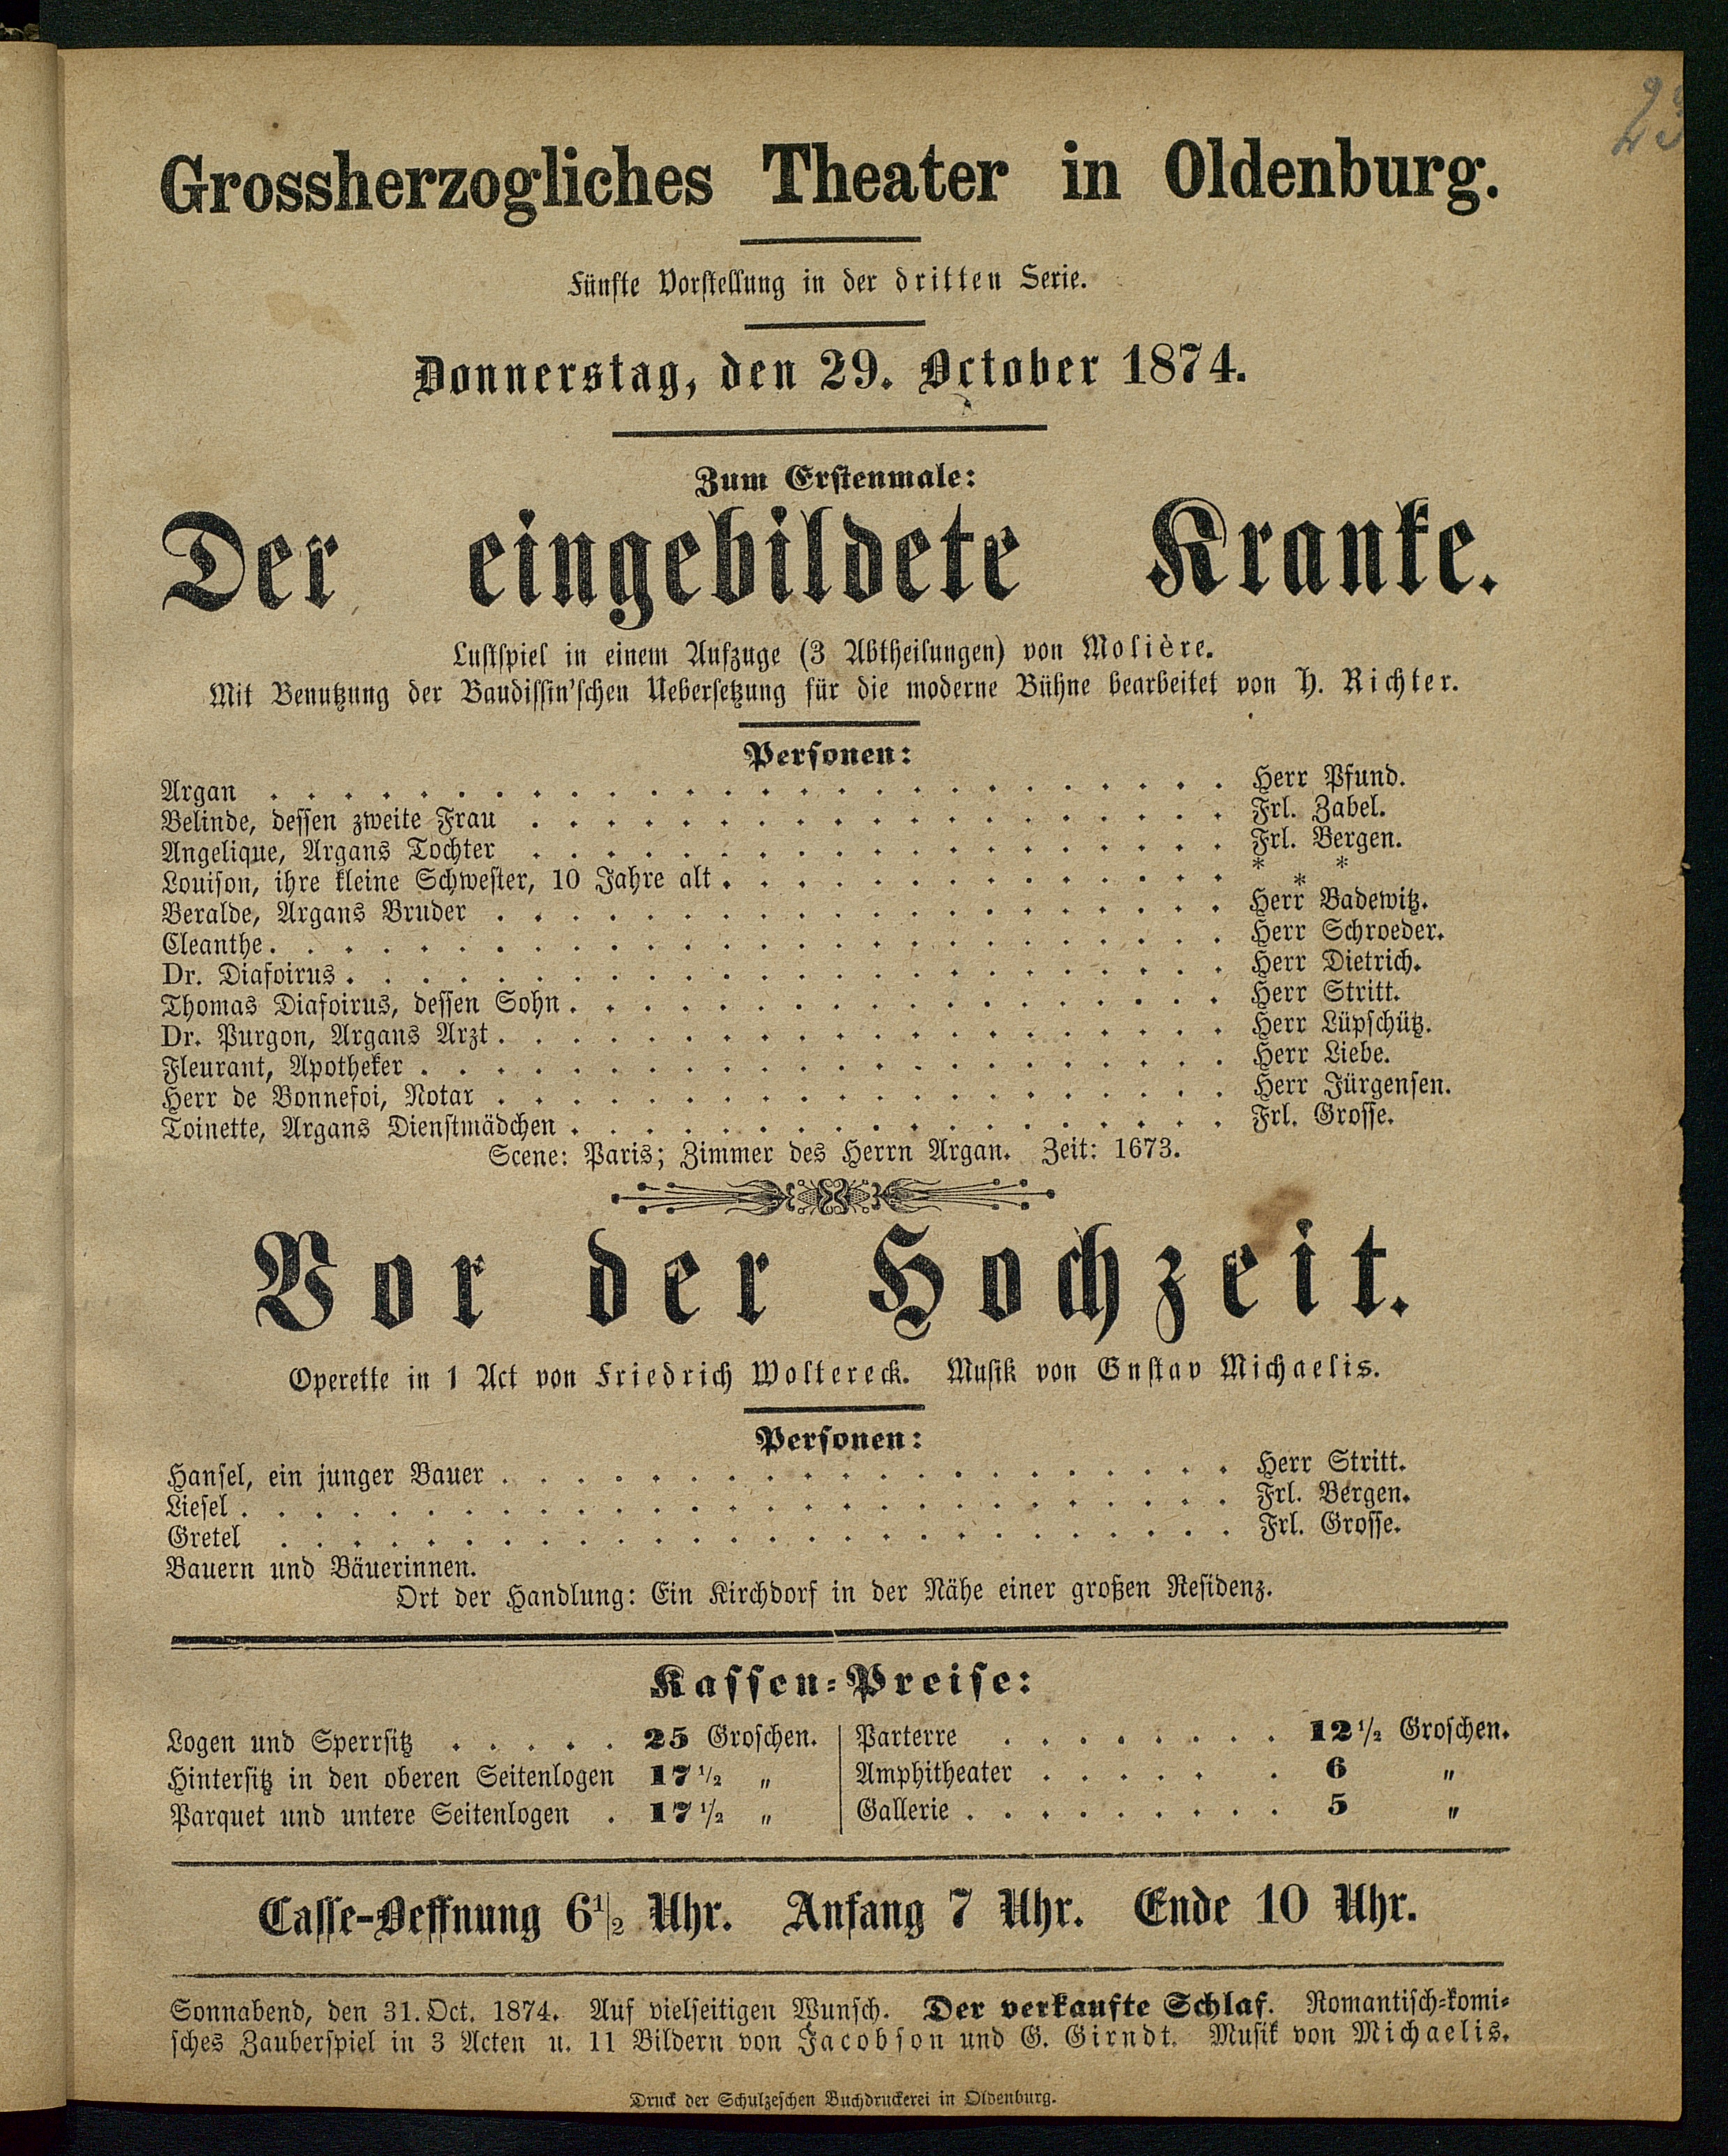 23
Grossherzogliches Theater in Oldenburg.
Fünfte Vorstellung in der dritten Serie.
Donnerstag, den 29. October 1874.
Zum Erstenmale:
Der eingebildete Kranke.
Lustspiel in einem Aufzuge (3 Abtheilungen) von Molière.
Mit Benutzung der Baudissin'schen Uebersetzung für die moderne Bühne bearbeitet von H. Richter.
Personen:
Argan . . . . . . . . . . Herr Pfund.
Belinde, dessen zweite Frau . . . . . . . . . . Frl. Zabel.
Angelique, Argans Tochter . . . . . . . . . . Frl. Bergen.
Louison, ihre kleine Schwester, 10 Jahre alt . . . . . . . . . . * * *
Beralde, Argans Bruder . . . . . . . . . . Herr Badewitz.
Cleanthe . . . . . . . . . . Herr Schroeder.
Dr. Diafoirus . . . . . . . . . . Herr Dietrich.
Thomas Diafoirus, dessen Sohn . . . . . . . . . . Herr Stritt.
Dr. Purgon, Argans Arzt . . . . . . . . . . Herr Lüpschütz.
Fleurant, Apotheker . . . . . . . . . . Herr Liebe.
Herr de Bonnefoi, Notar . . . . . . . . . . Herr Jürgensen.
Toinette, Argans Dienstmädchen . . . . . . . . . . Frl. Grosse.
Scene: Paris; Zimmer des Herrn Argan. Zeit: 1673.
Vor der Hochzeit.
Operette in 1 Act von Friedrich Woltereck. Musik von Gustav Michaelis.
Personen:
Hansel, ein junger Bauer . . . . . . . . . . Herr Stritt.
Liesel . . . . . . . . . . Frl. Bergen.
Gretel . . . . . . . . . . Frl. Grosse.
Bauern und Bäuerinnen.
Ort der Handlung: Ein Kirchdorf in der Nähe einer großen Residenz.
Kassen-Preise:
Logen und Sperrsitz . . . . . 25 Groschen.
Hintersitz in den oberen Seitenlogen 17 1/2 "
Parquet und untere Seitenlogen . 17 1/2 "
Parterre . . . . . . . . 12 1/2 Groschen.
Amphitheater . . . . . . 6 "
Gallerie . . . . . . . . . 5 "
Casse-Oeffnung 6 1/2 Uhr. Anfang 7 Uhr. Ende 10 Uhr.
Sonnabend, den 31. Oct. 1874. Auf vielseitigen Wunsch. Der verkaufte Schlaf. Romantisch-komi-
sches Zauberspiel in 3 Acten u. 11 Bildern von Jacobson und G. Girndt. Musik von Michaelis.
Druck der Schulzeschen Buchdruckerei in Oldenburg.